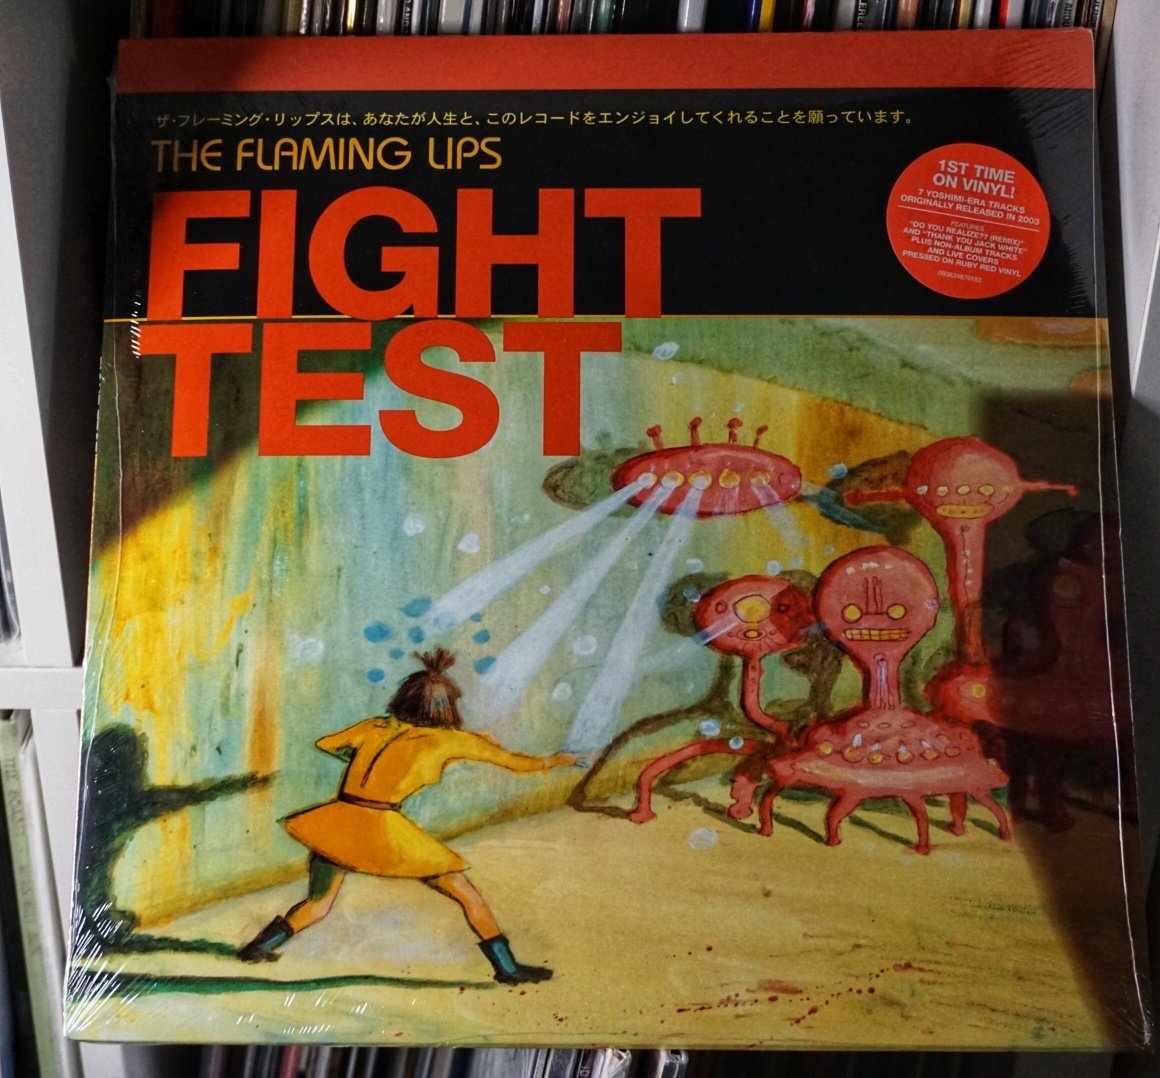 ザ・フレーミング・リップスは、あなたが人生と、このレコードをエンジョイしてくれることを願っています。
THE FLAMING LIPS
FIGHT
TEST
1ST TIME
ON VINYL!
7 YOSHIMI-ERA TRACKS
ORIGINALLY RELEASED IN 2003
FEATURES
"DO YOU REALIZE?? (REMIX)"
AND "THANK YOU JACK WHITE"
PLUS NON-ALBUM TRACKS
AND LIVE COVERS
PRESSED ON RUBY RED VINYL